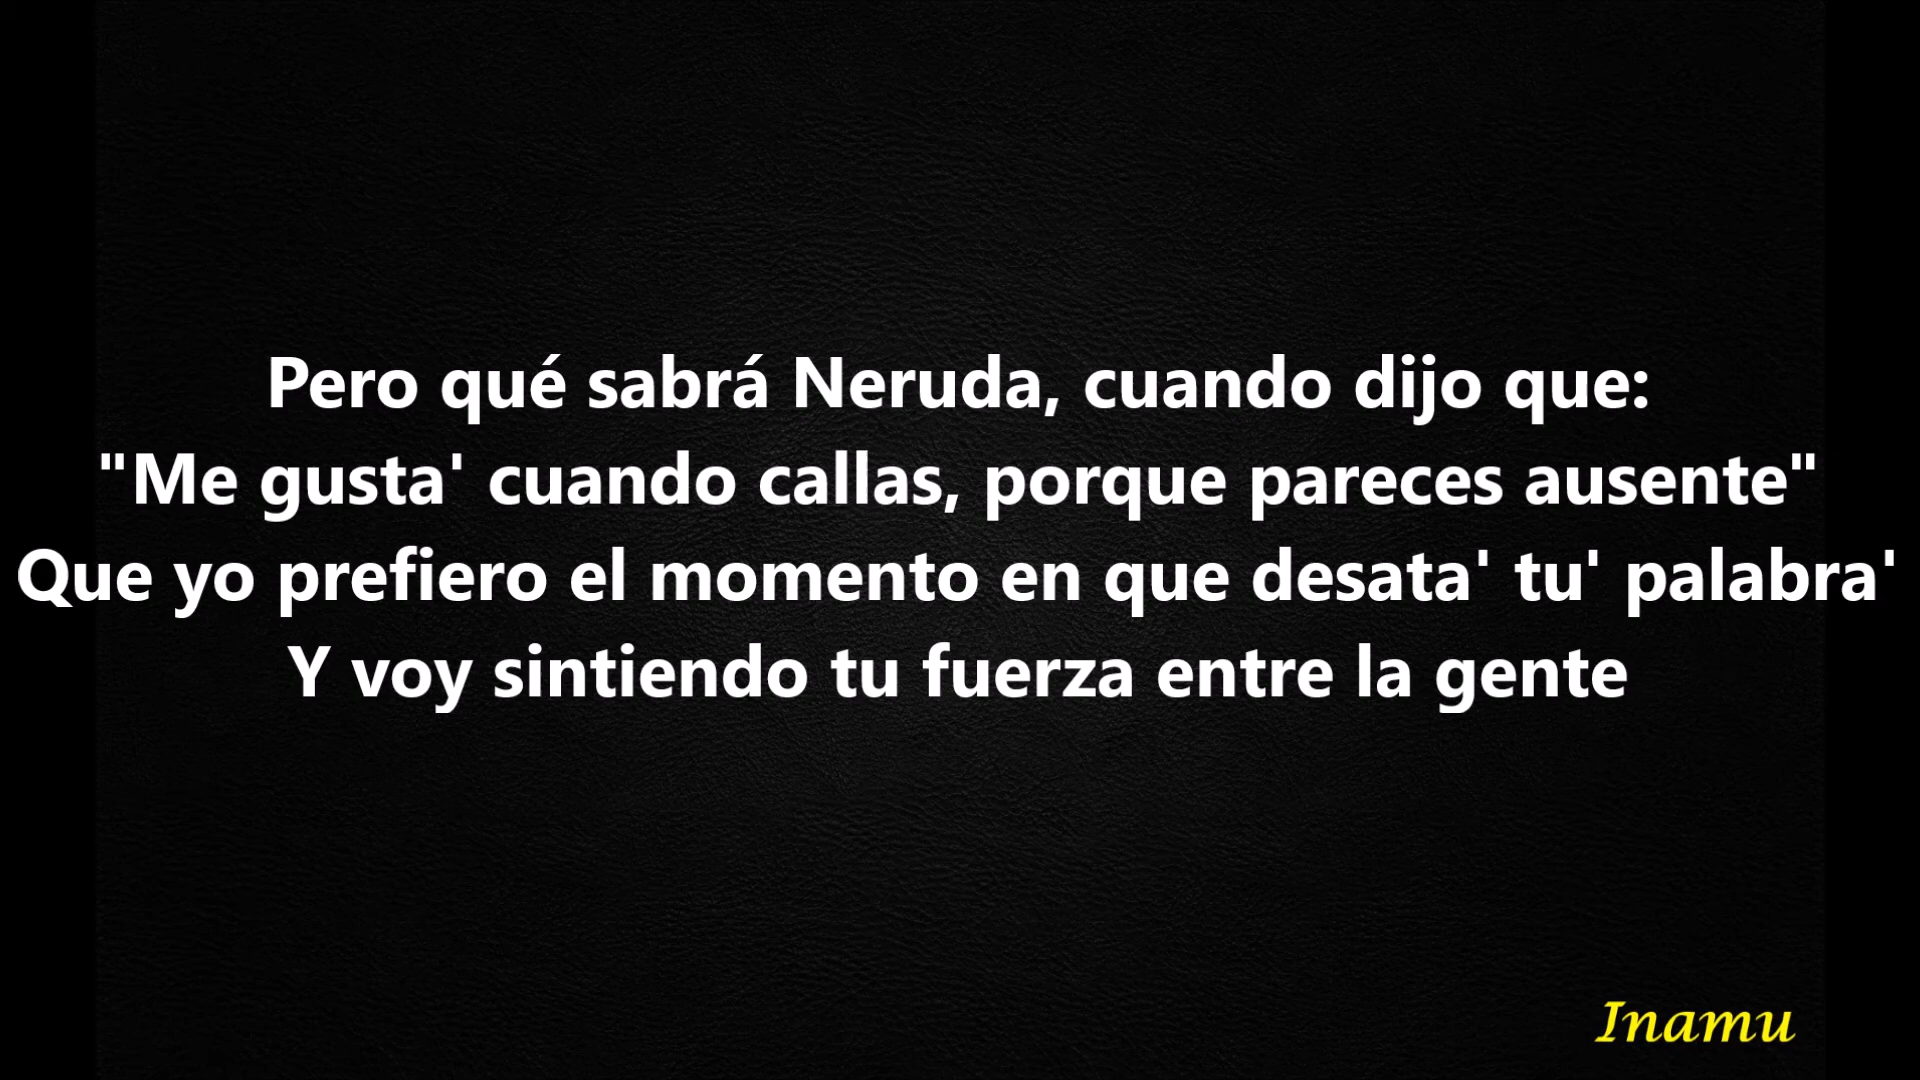 Pero qué sabrá Neruda, cuando dijo que:
"Me gusta' cuando callas, porque pareces ausente"
Que yo prefiero el momento en que desata' tu' palabra'
Y voy sintiendo tu fuerza entre la gente
Inamu